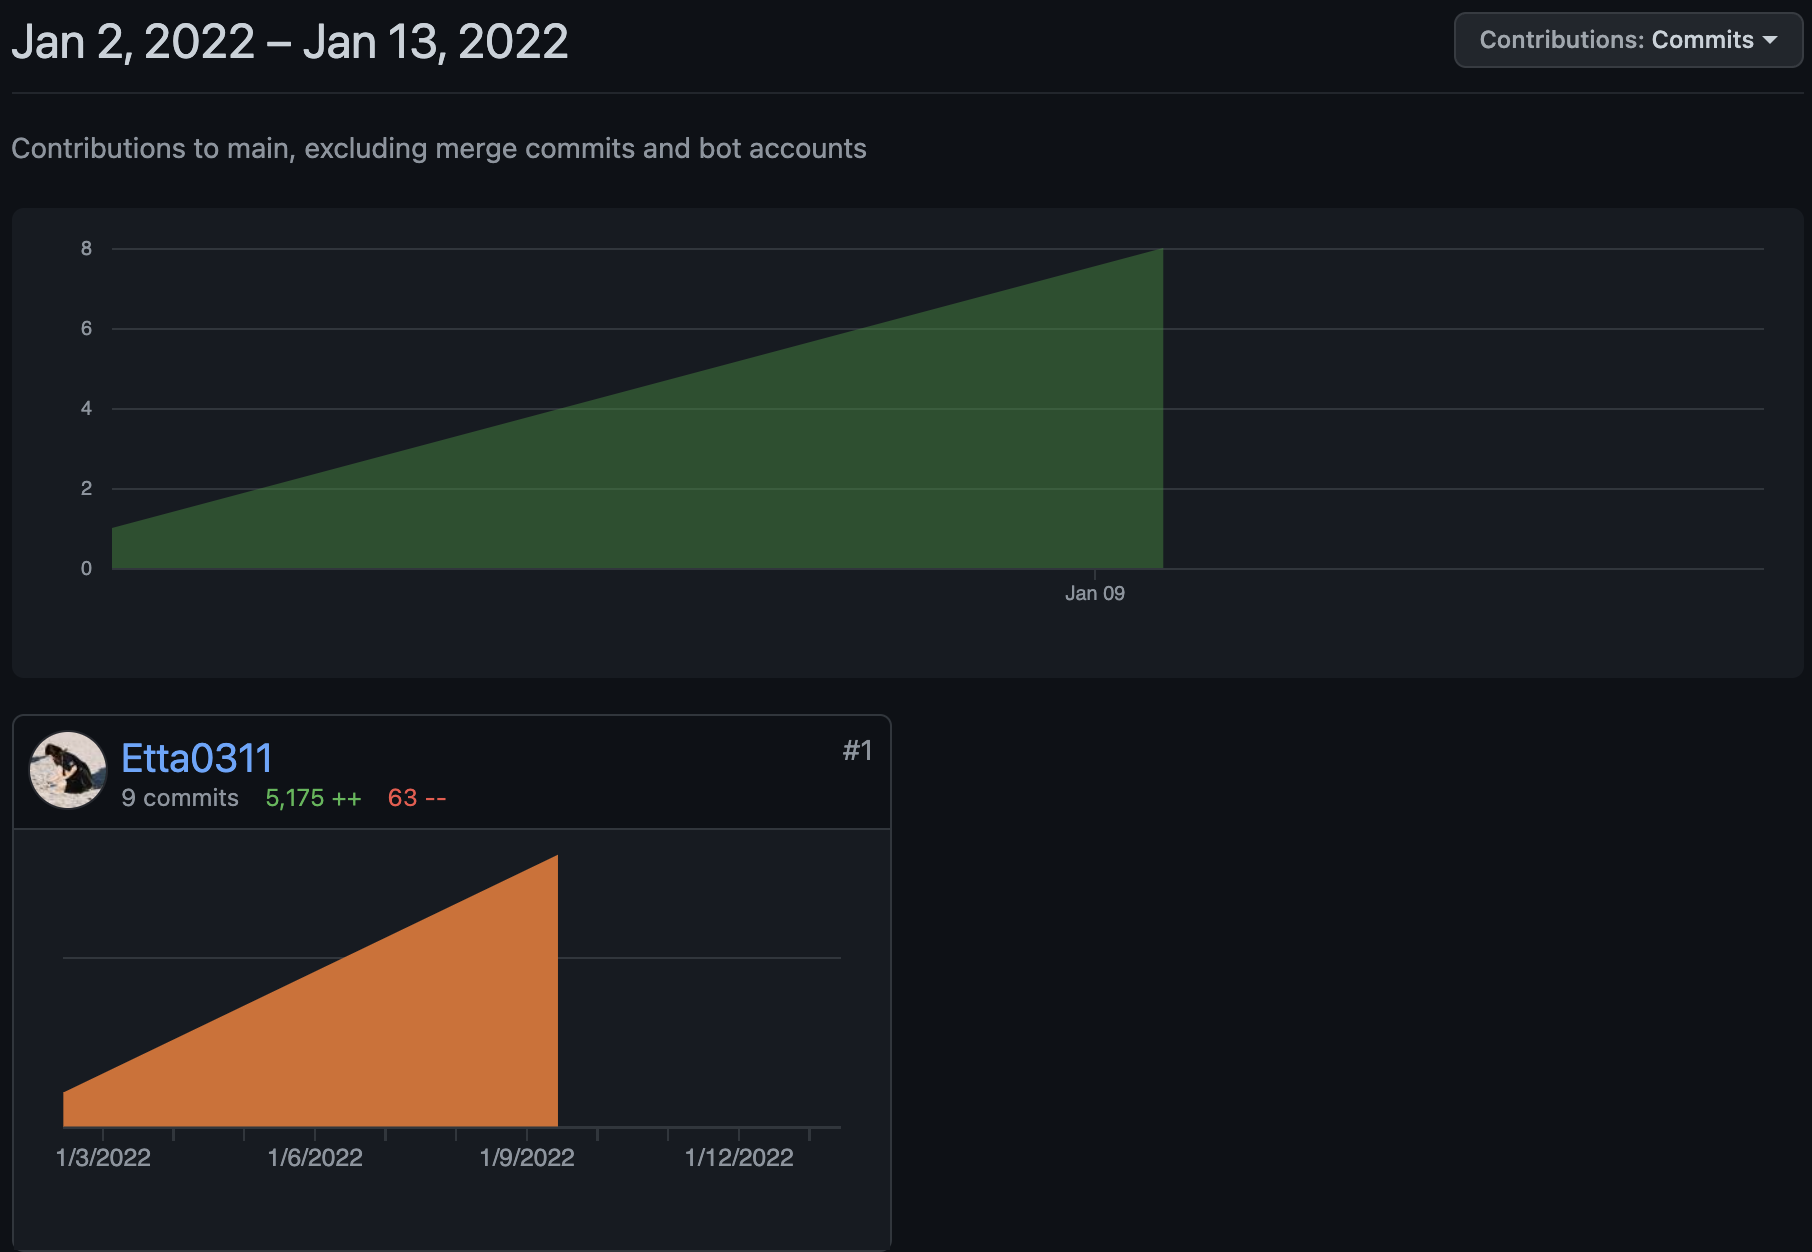 Jan 2, 2022 – Jan 13, 2022
Contributions: Commits
Contributions to main, excluding merge commits and bot accounts
8
6
4
2
0
Jan 09
Etta0311
#1
9 commits 5,175 ++ 63 --
1/3/2022 1/6/2022 1/9/2022 1/12/2022